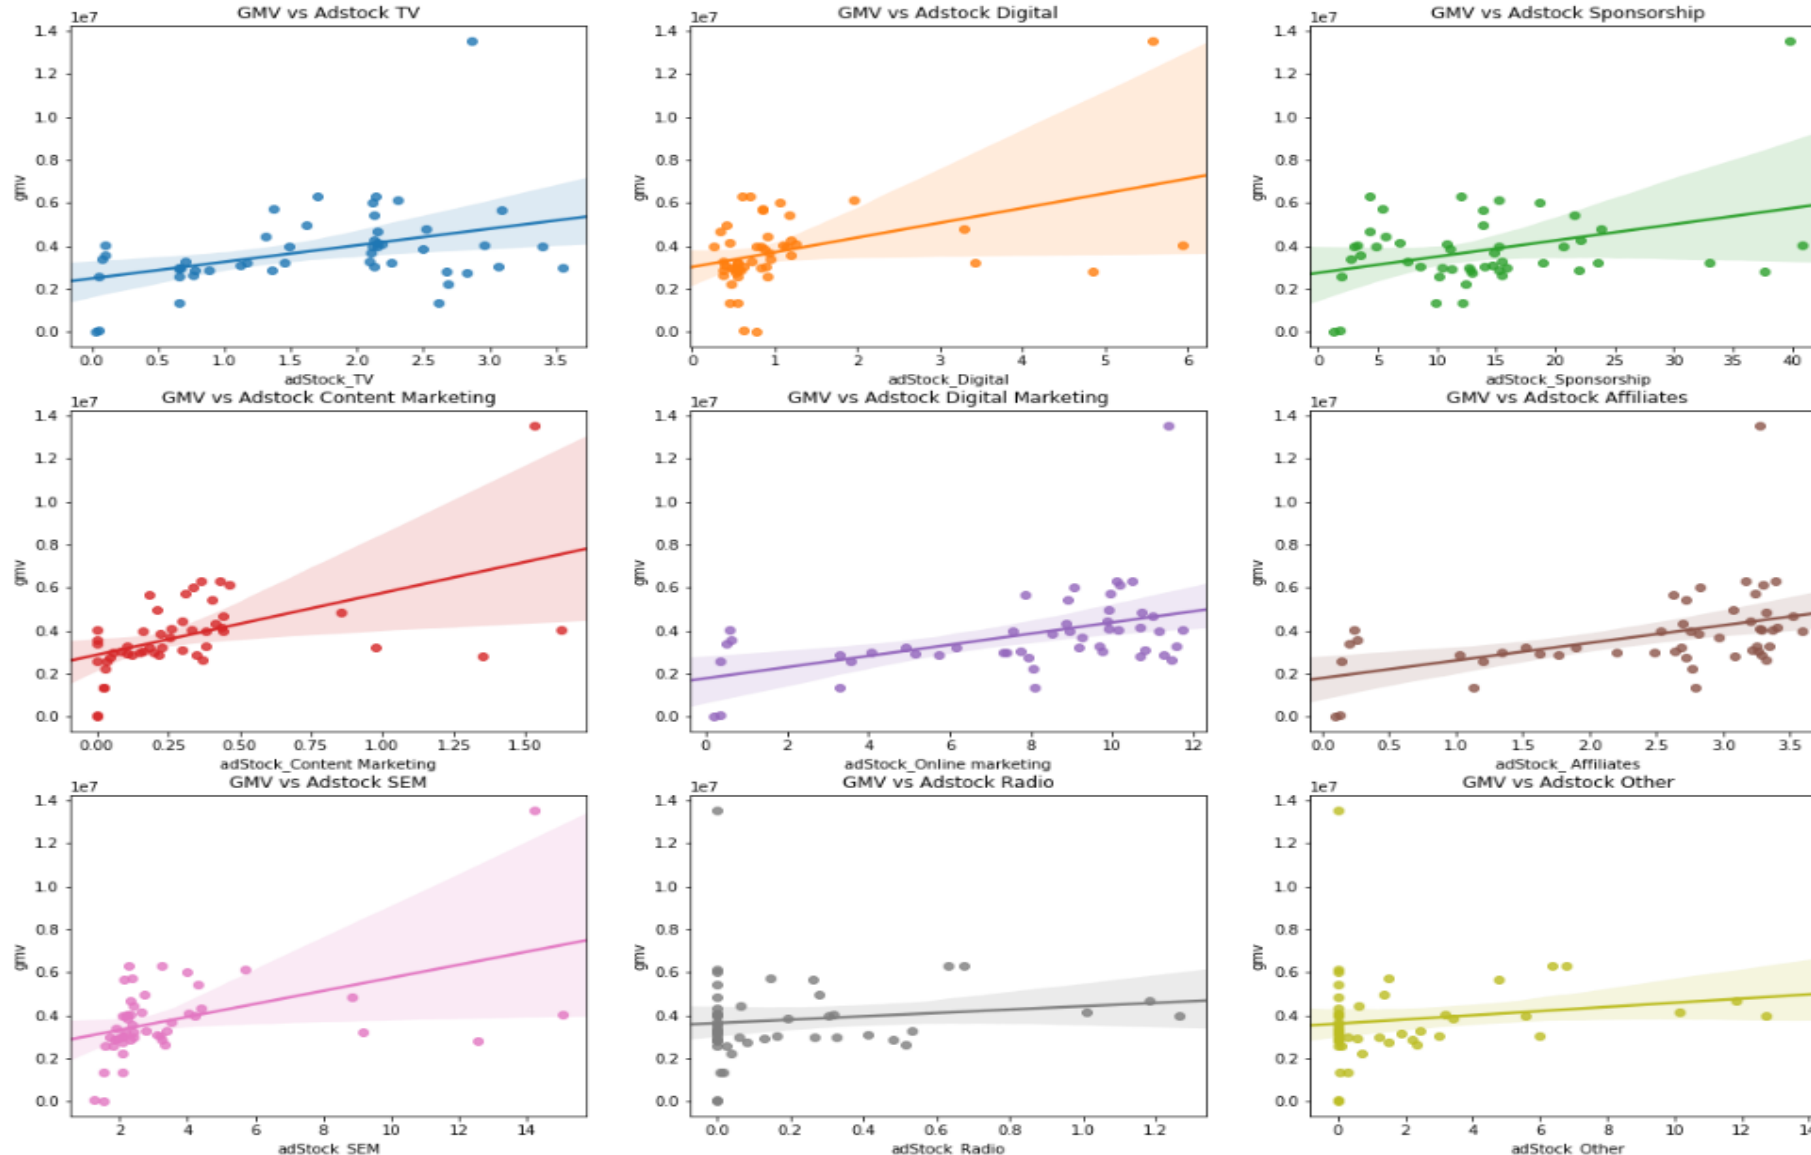 GMV vs Adstock TV
1e7
1.4
1.2
1.0
0.8
0.6
0.4
0.2
0.0
gmv
0.0 0.5 1.0 1.5 2.0 2.5 3.0 3.5
adStock_TV
GMV vs Adstock Digital
1e7
1.4
1.2
1.0
0.8
0.6
0.4
0.2
0.0
gmv
0 1 2 3 4 5 6
adStock_Digital
GMV vs Adstock Sponsorship
1e7
1.4
1.2
1.0
0.8
0.6
0.4
0.2
0.0
gmv
0 5 10 15 20 25 30 35 40
adStock_Sponsorship
GMV vs Adstock Content Marketing
1e7
1.4
1.2
1.0
0.8
0.6
0.4
0.2
0.0
gmv
0.00 0.25 0.50 0.75 1.00 1.25 1.50
adStock_Content Marketing
GMV vs Adstock Digital Marketing
1e7
1.4
1.2
1.0
0.8
0.6
0.4
0.2
0.0
gmv
0 2 4 6 8 10 12
adStock_Online marketing
GMV vs Adstock Affiliates
1e7
1.4
1.2
1.0
0.8
0.6
0.4
0.2
0.0
gmv
0.0 0.5 1.0 1.5 2.0 2.5 3.0 3.5
adStock_ Affiliates
GMV vs Adstock SEM
1e7
1.4
1.2
1.0
0.8
0.6
0.4
0.2
0.0
gmv
2 4 6 8 10 12 14
adStock_SEM
GMV vs Adstock Radio
1e7
1.4
1.2
1.0
0.8
0.6
0.4
0.2
0.0
gmv
0.0 0.2 0.4 0.6 0.8 1.0 1.2
adStock_Radio
GMV vs Adstock Other
1e7
1.4
1.2
1.0
0.8
0.6
0.4
0.2
0.0
gmv
0 2 4 6 8 10 12 14
adStock_Other